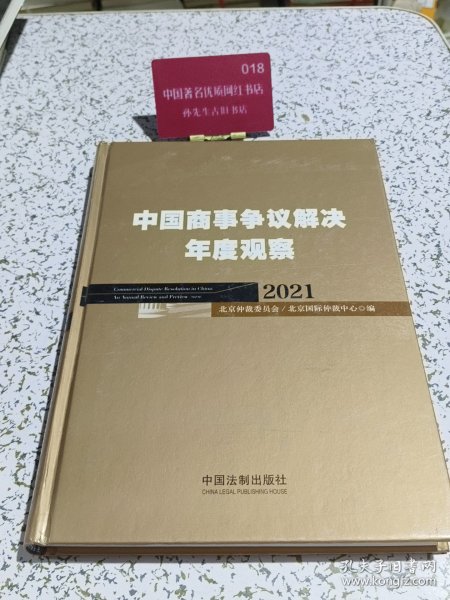 018
中国著名优质网红书店
孙先生古旧书店
中国商事争议解决
年度观察
Commercial Dispute Resolution in China
An Annual Review and Preview
2021
北京仲裁委员会/北京国际仲裁中心◎编
中国法制出版社
CHINA LEGAL PUBLISHING HOUSE
孔夫子旧书网
www.kongfz.com